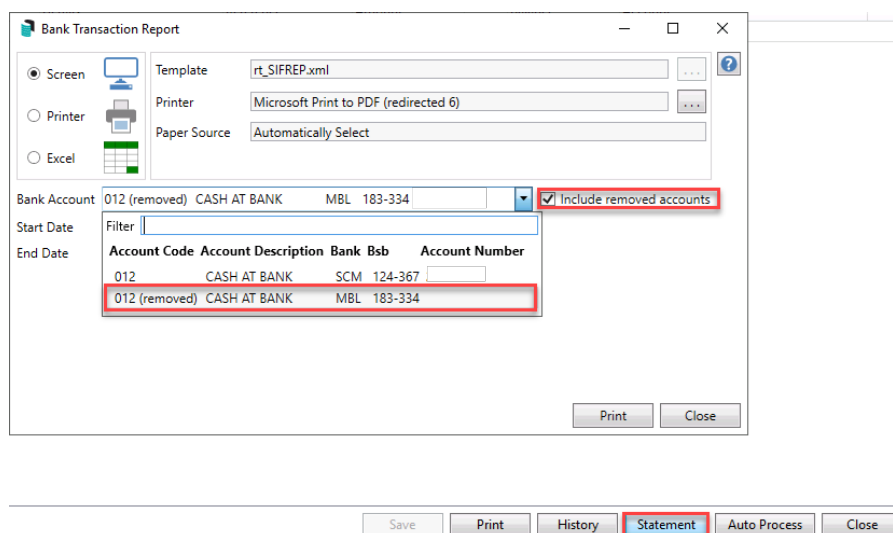 Bank Transaction Report
Screen
Printer
Excel
Template rt_SIFREP.xml ...
Printer Microsoft Print to PDF (redirected 6) ...
Paper Source Automatically Select
?
Bank Account 012 (removed) CASH AT BANK MBL 183-334 Include removed accounts
Start Date Filter
End Date Account Code Account Description Bank Bsb Account Number
012 CASH AT BANK SCM 124-367
012 (removed) CASH AT BANK MBL 183-334
Print Close
Save Print History Statement Auto Process Close